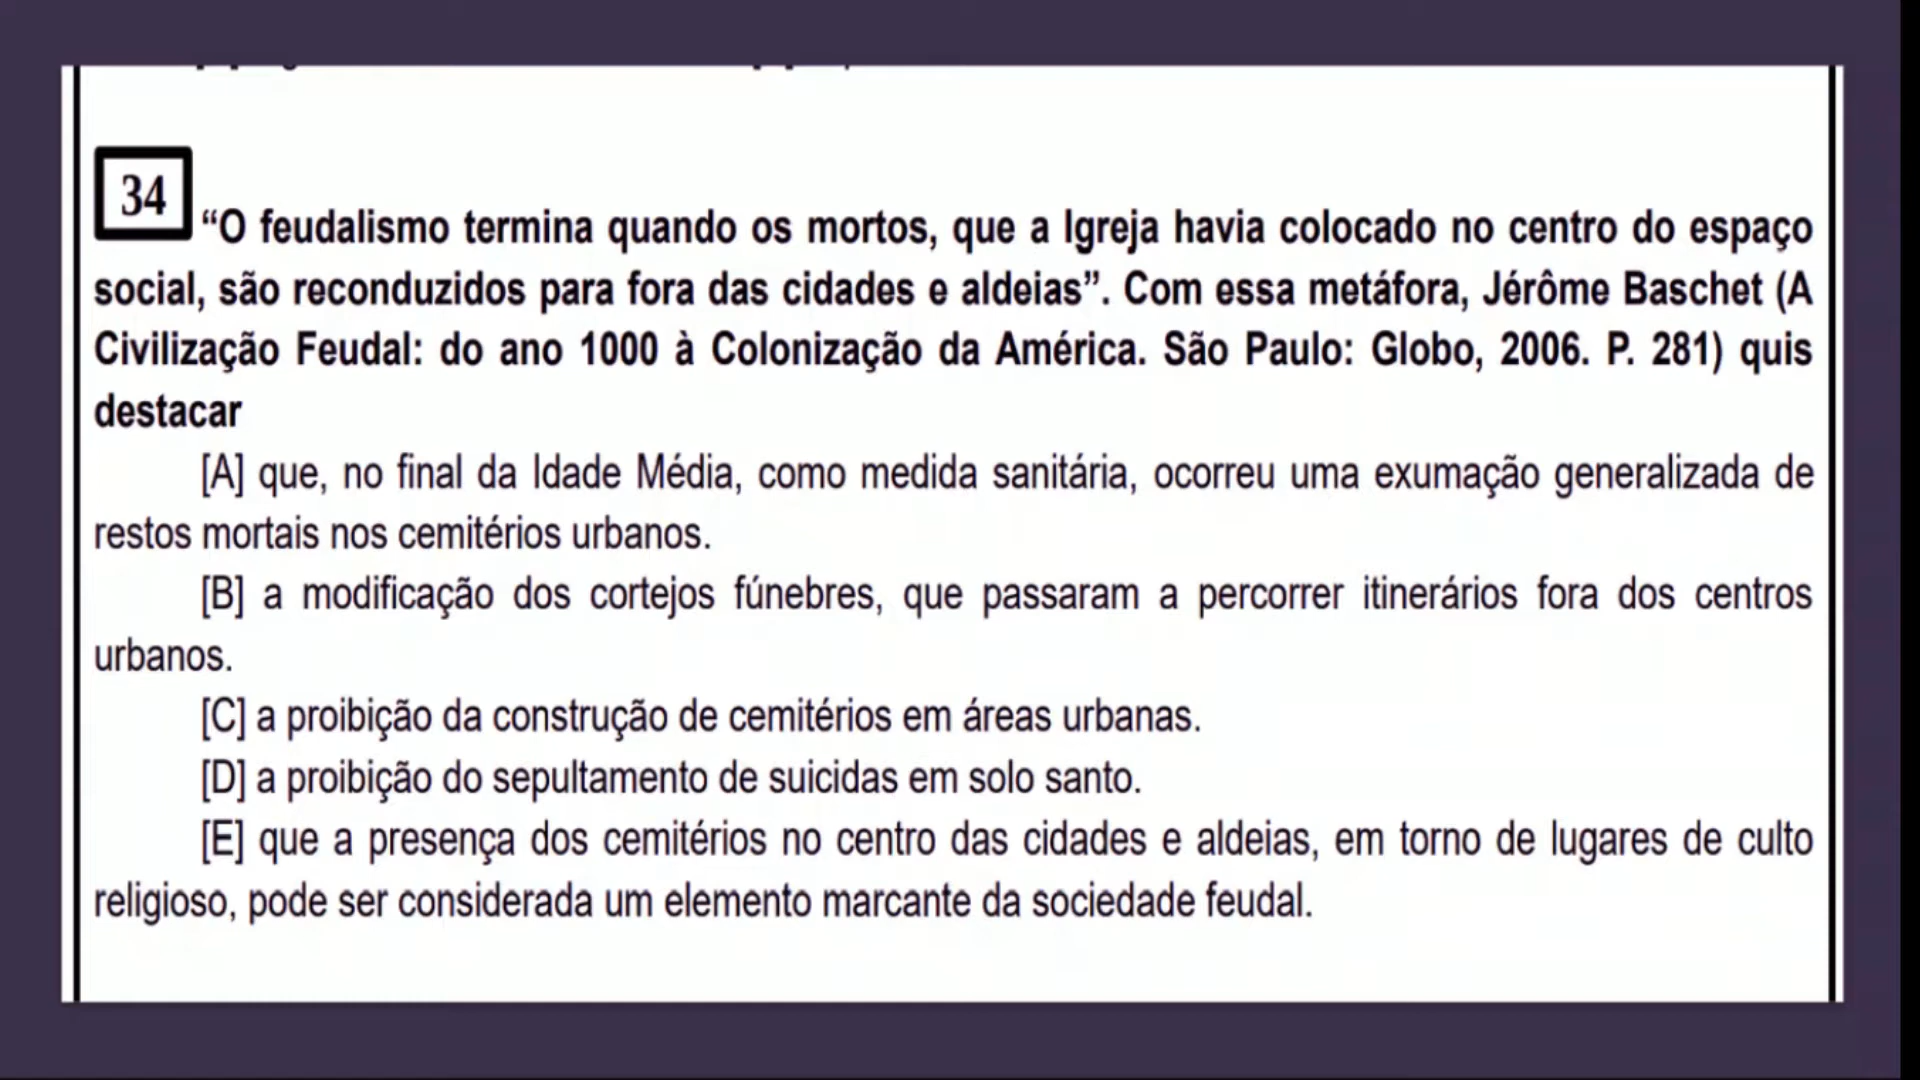 34
“O feudalismo termina quando os mortos, que a Igreja havia colocado no centro do espaço
social, são reconduzidos para fora das cidades e aldeias”. Com essa metáfora, Jérôme Baschet (A
Civilização Feudal: do ano 1000 à Colonização da América. São Paulo: Globo, 2006. P. 281) quis
destacar
[A] que, no final da Idade Média, como medida sanitária, ocorreu uma exumação generalizada de
restos mortais nos cemitérios urbanos.
[B] a modificação dos cortejos fúnebres, que passaram a percorrer itinerários fora dos centros
urbanos.
[C] a proibição da construção de cemitérios em áreas urbanas.
[D] a proibição do sepultamento de suicidas em solo santo.
[E] que a presença dos cemitérios no centro das cidades e aldeias, em torno de lugares de culto
religioso, pode ser considerada um elemento marcante da sociedade feudal.